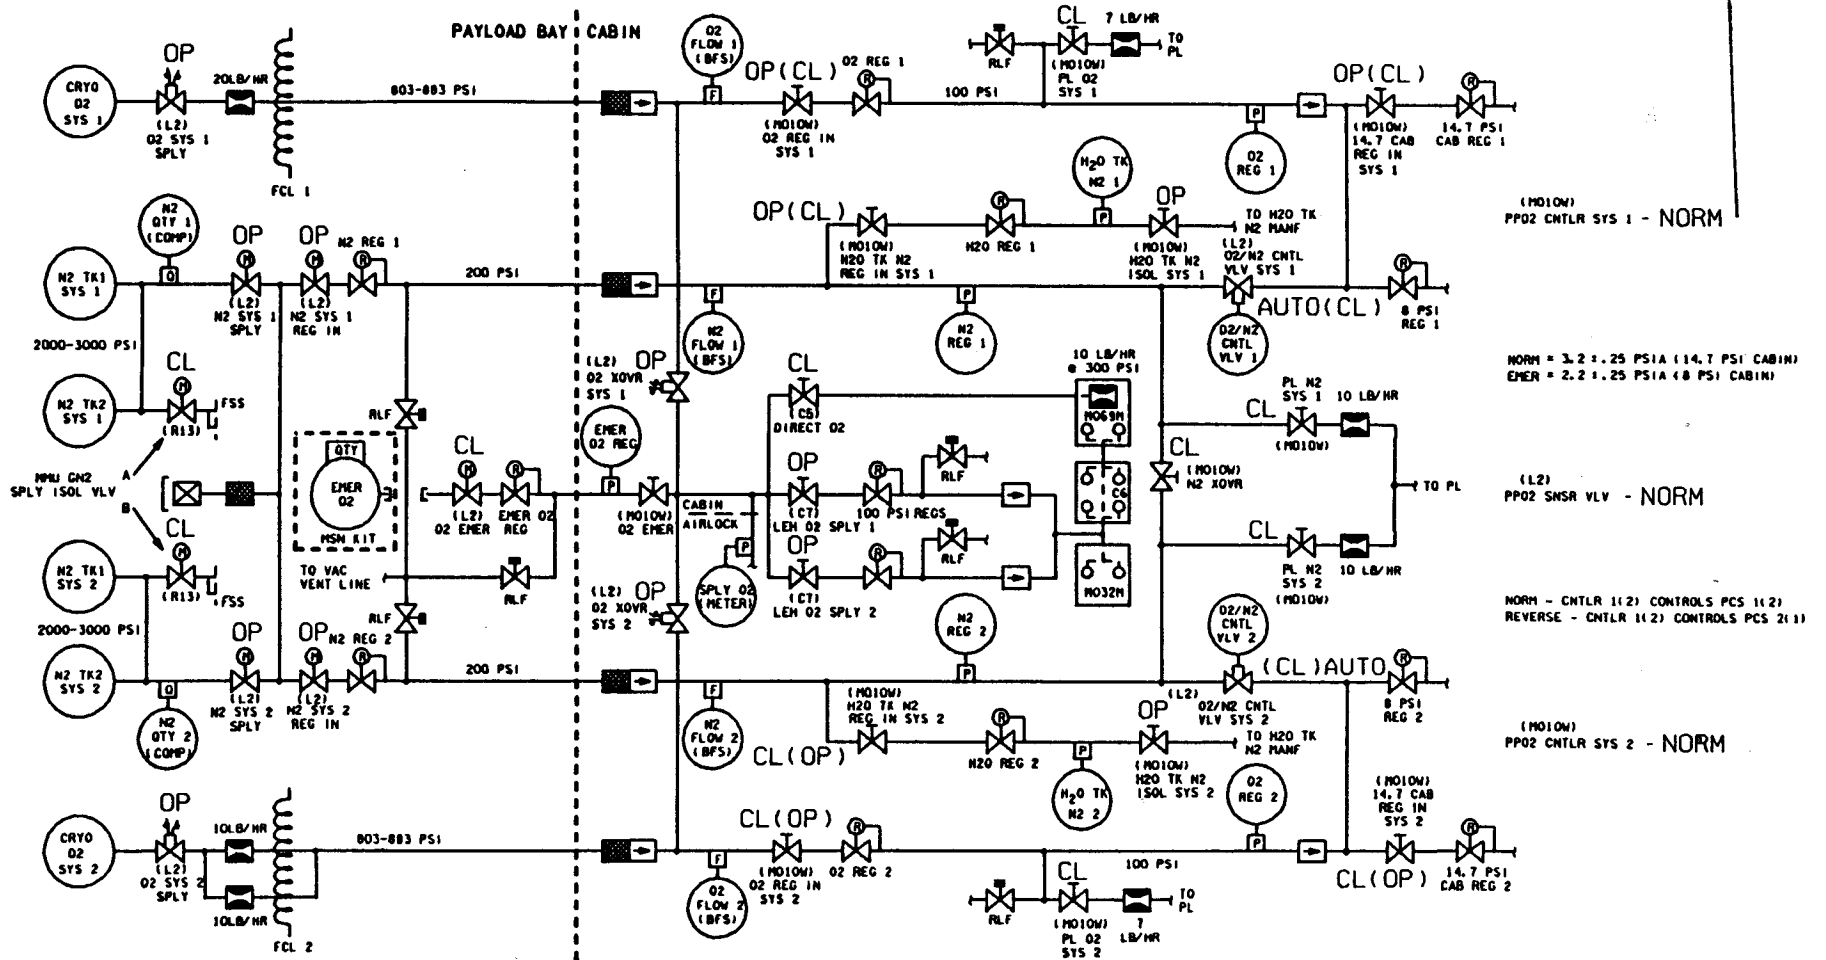 PAYLOAD BAY CABIN
CRYO
O2
SYS 1
OP
(L2)
O2 SYS 1
SPLY
20LB/HR
FCL 1
803-883 PSI
O2
FLOW 1
(BFS)
F
OP(CL)
(MO10W)
O2 REG IN
SYS 1
O2 REG 1
R
100 PSI
RLF
CL
(MO10W)
PL O2
SYS 1
7 LB/HR
TO
PL
P
O2
REG 1
OP(CL)
(MO10W)
14.7 CAB
REG IN
SYS 1
R
14.7 PSI
CAB REG 1
N2
QTY 1
(COMP)
Q
N2 TK1
SYS 1
OP
M
(L2)
N2 SYS 1
SPLY
OP
M
(L2)
N2 SYS 1
REG IN
N2 REG 1
R
200 PSI
F
N2
FLOW 1
(BFS)
OP(CL)
(MO10W)
H2O TK N2
REG IN SYS 1
R
H2O REG 1
H2O TK
N2 1
P
OP
(MO10W)
H2O TK N2
ISOL SYS 1
TO H2O TK
N2 MANF
P
N2
REG 1
(L2)
O2/N2 CNTL
VLV SYS 1
AUTO(CL)
O2/N2
CNTL
VLV 1
R
8 PSI
REG 1
(MO10W)
PPO2 CNTLR SYS 1 - NORM
2000-3000 PSI
N2 TK2
SYS 1
CL
M
(R13)
FSS
RLF
(L2)
O2 XOVR
SYS 1
OP
NORM = 3.2 ± .25 PSIA (14.7 PSI CABIN)
EMER = 2.2 ± .25 PSIA (8 PSI CABIN)
MMU GN2
SPLY ISOL VLV
A
B
QTY
EMER
O2
MSN KIT
CL
M
(L2)
O2 EMER
R
EMER O2
REG
EMER
O2 REG
P
(MO10W)
O2 EMER
CABIN
AIRLOCK
P
SPLY O2
(METER)
(C5)
DIRECT O2
OP
(C7)
LEH O2 SPLY 1
R
100 PSI REGS
RLF
OP
(C7)
LEH O2 SPLY 2
R
RLF
10 LB/HR
@ 300 PSI
MO69M
C6
MO32M
CL
(MO10W)
N2 XOVR
PL N2
SYS 1
10 LB/HR
CL
(MO10W)
TO PL
CL
PL N2
SYS 2
(MO10W)
10 LB/HR
(L2)
PPO2 SNSR VLV - NORM
CL
M
(R13)
FSS
N2 TK1
SYS 2
TO VAC
VENT LINE
RLF
RLF
(L2)
O2 XOVR
SYS 2
OP
NORM - CNTLR 1(2) CONTROLS PCS 1(2)
REVERSE - CNTLR 1(2) CONTROLS PCS 2(1)
2000-3000 PSI
N2 TK2
SYS 2
Q
N2
QTY 2
(COMP)
OP
M
(L2)
N2 SYS 2
SPLY
OP
M
(L2)
N2 SYS 2
REG IN
N2 REG 2
R
200 PSI
F
N2
FLOW 2
(BFS)
N2
REG 2
P
(MO10W)
H2O TK N2
REG IN SYS 2
CL(OP)
R
H2O REG 2
P
H2O TK
N2 2
OP
(MO10W)
H2O TK N2
ISOL SYS 2
TO H2O TK
N2 MANF
O2/N2
CNTL
VLV 2
(CL)AUTO
(L2)
O2/N2 CNTL
VLV SYS 2
R
8 PSI
REG 2
(MO10W)
PPO2 CNTLR SYS 2 - NORM
CRYO
O2
SYS 2
OP
(L2)
O2 SYS 2
SPLY
10LB/HR
10LB/HR
FCL 2
803-883 PSI
F
O2
FLOW 2
(BFS)
CL(OP)
(MO10W)
O2 REG IN
SYS 2
R
O2 REG 2
RLF
CL
(MO10W)
PL O2
SYS 2
7
LB/HR
TO
PL
100 PSI
O2
REG 2
P
(MO10W)
14.7 CAB
REG IN
SYS 2
CL(OP)
R
14.7 PSI
CAB REG 2